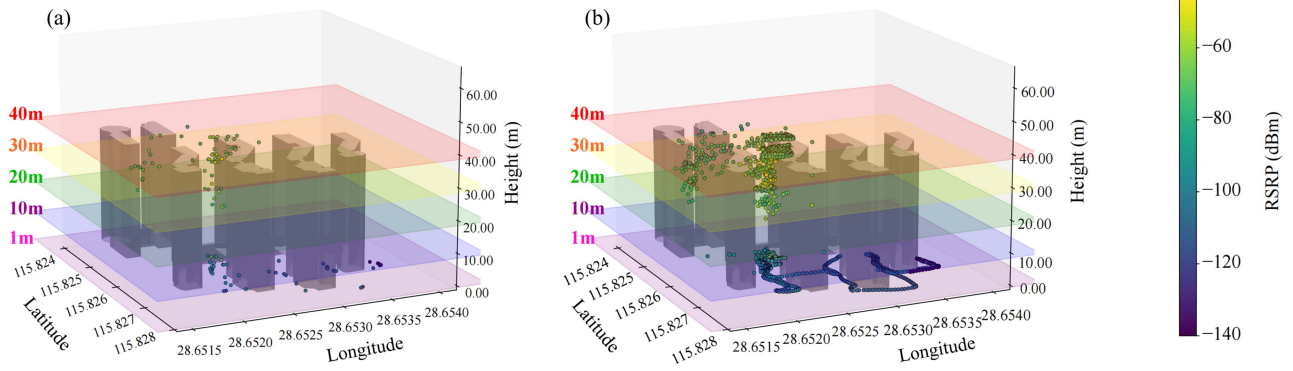 (a)
40m
30m
20m
10m
1m
60.00
50.00
40.00
30.00
20.00
10.00
0.00
Height (m)
115.824
115.825
115.826
115.827
115.828
Latitude
28.6515
28.6520
28.6525
28.6530
28.6535
28.6540
Longitude
(b)
40m
30m
20m
10m
1m
60.00
50.00
40.00
30.00
20.00
10.00
0.00
Height (m)
115.824
115.825
115.826
115.827
115.828
Latitude
28.6515
28.6520
28.6525
28.6530
28.6535
28.6540
Longitude
−60
−80
−100
−120
−140
RSRP (dBm)